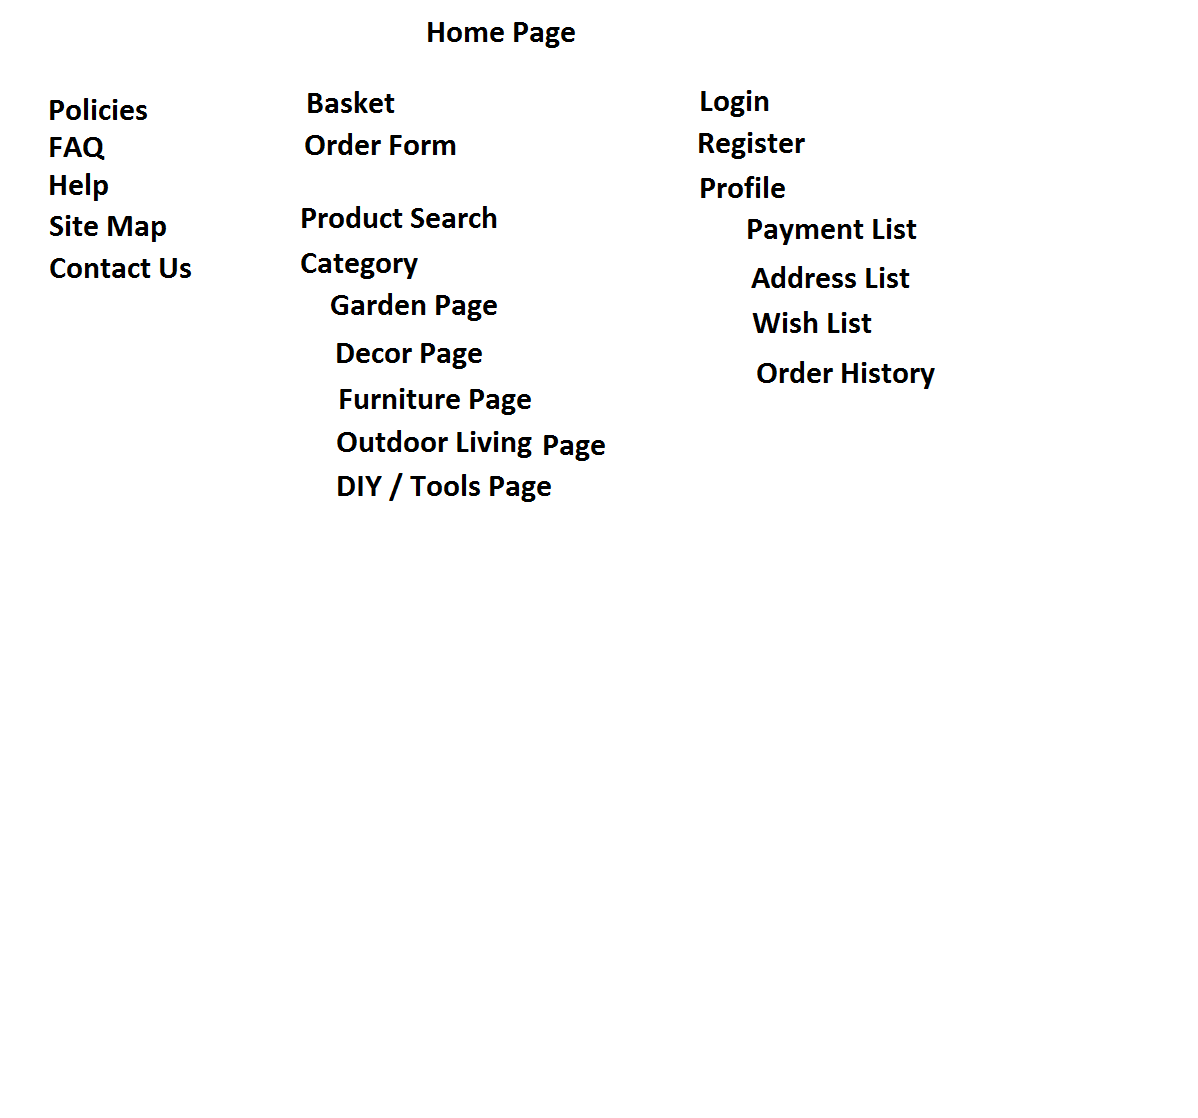 Home Page
Policies
FAQ
Help
Site Map
Contact Us
Basket
Order Form
Product Search
Category
Garden Page
Decor Page
Furniture Page
Outdoor Living Page
DIY / Tools Page
Login
Register
Profile
Payment List
Address List
Wish List
Order History